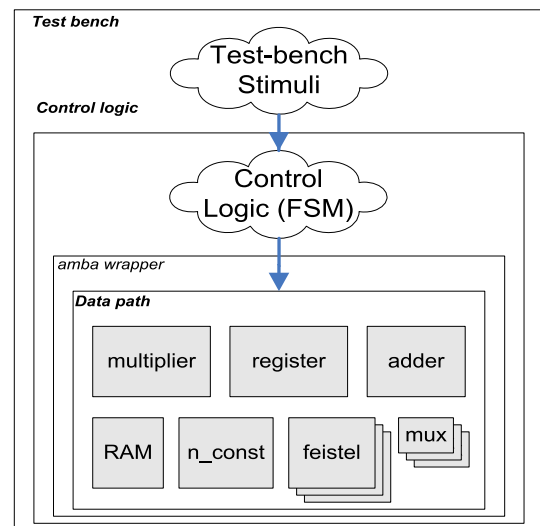 Test bench
Test-bench
Stimuli
Control logic
Control
Logic (FSM)
amba wrapper
Data path
multiplier
register
adder
RAM
n_const
feistel
mux